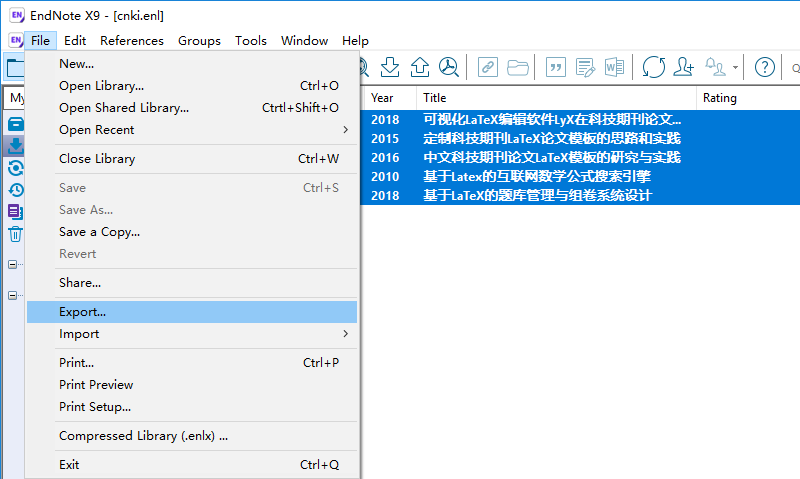 EndNote X9 - [cnki.enl]
File Edit References Groups Tools Window Help
New...
Open Library... Ctrl+O
Open Shared Library... Ctrtl+Shift+O
Open Recent
Close Library Ctrl+W
Save Ctrl+S
Save As...
Save a Copy...
Revert
Share...
Export...
Import
Print... Ctrl+P
Print Preview
Print Setup...
Compressed Library (.enlx) ...
Exit Ctrl+Q
My
Year Title Rating
2018 可视化LaTeX编辑软件LyX在科技期刊论文...
2015 定制科技期刊LaTeX论文模板的思路和实践
2016 中文科技期刊论文LaTeX模板的研究与实践
2010 基于Latex的互联网数学公式搜索引擎
2018 基于LaTeX的题库管理与组卷系统设计